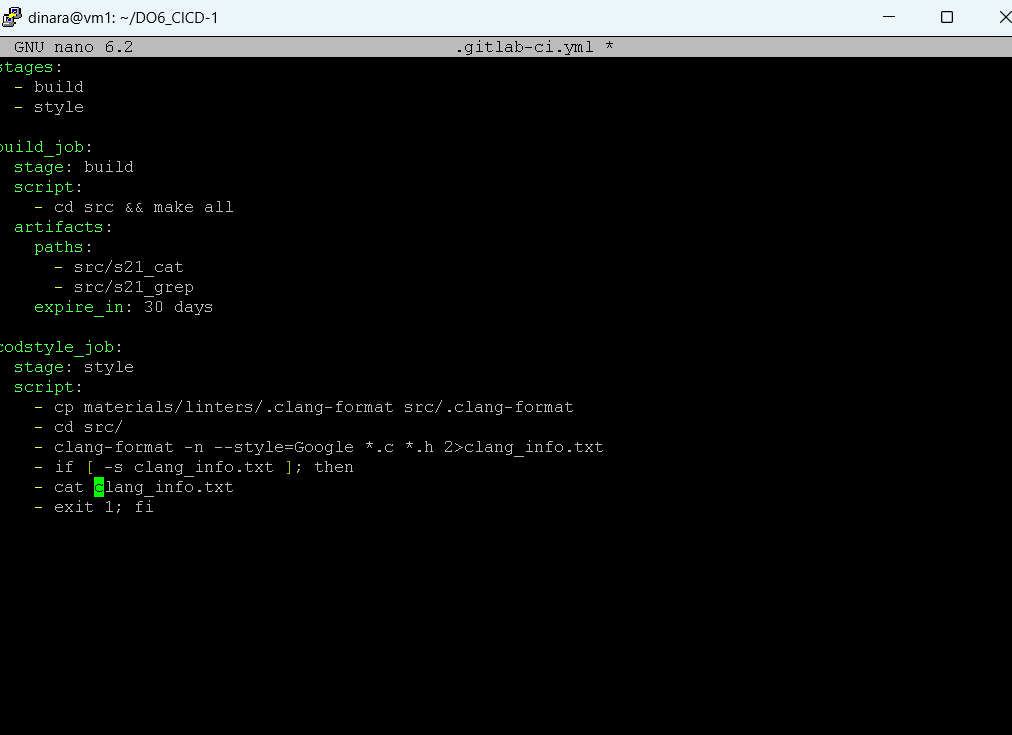 dinara@vm1: ~/DO6_CICD-1
GNU nano 6.2 .gitlab-ci.yml *
stages:
  - build
  - style

build_job:
  stage: build
  script:
    - cd src && make all
  artifacts:
    paths:
      - src/s21_cat
      - src/s21_grep
    expire_in: 30 days

codstyle_job:
  stage: style
  script:
    - cp materials/linters/.clang-format src/.clang-format
    - cd src/
    - clang-format -n --style=Google *.c *.h 2>clang_info.txt
    - if [ -s clang_info.txt ]; then
    - cat clang_info.txt
    - exit 1; fi